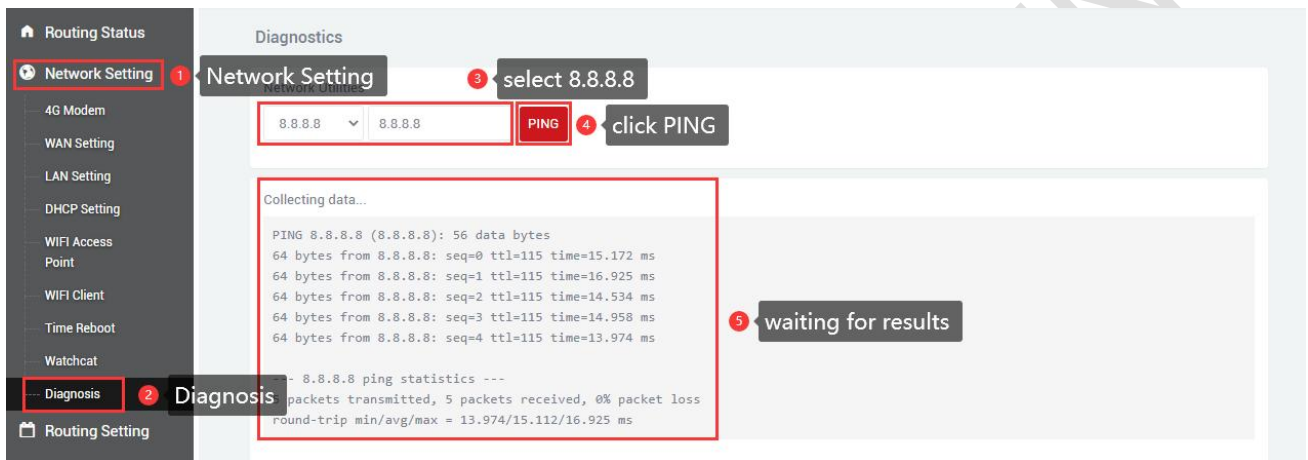 Routing Status
Network Setting
1
Network Setting
4G Modem
WAN Setting
LAN Setting
DHCP Setting
WIFI Access
Point
WIFI Client
Time Reboot
Watchcat
Diagnosis
2
Diagnosis
Routing Setting
Diagnostics
Network Utilities
3
select 8.8.8.8
8.8.8.8
8.8.8.8
PING
4
click PING
Collecting data...
PING 8.8.8.8 (8.8.8.8): 56 data bytes
64 bytes from 8.8.8.8: seq=0 ttl=115 time=15.172 ms
64 bytes from 8.8.8.8: seq=1 ttl=115 time=16.925 ms
64 bytes from 8.8.8.8: seq=2 ttl=115 time=14.534 ms
64 bytes from 8.8.8.8: seq=3 ttl=115 time=14.958 ms
64 bytes from 8.8.8.8: seq=4 ttl=115 time=13.974 ms
--- 8.8.8.8 ping statistics ---
5 packets transmitted, 5 packets received, 0% packet loss
round-trip min/avg/max = 13.974/15.112/16.925 ms
5
waiting for results